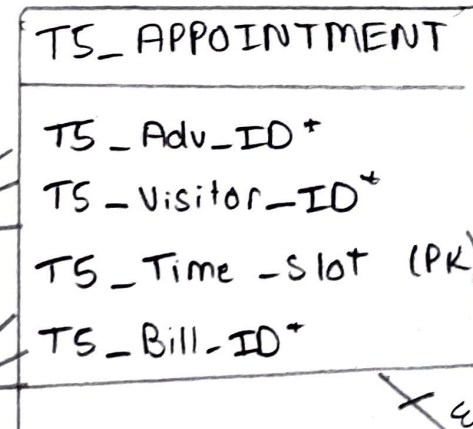 T5_APPOINTMENT
T5_Adv_ID*
T5_Visitor_ID*
T5_Time_Slot (PK)
T5_Bill_ID*